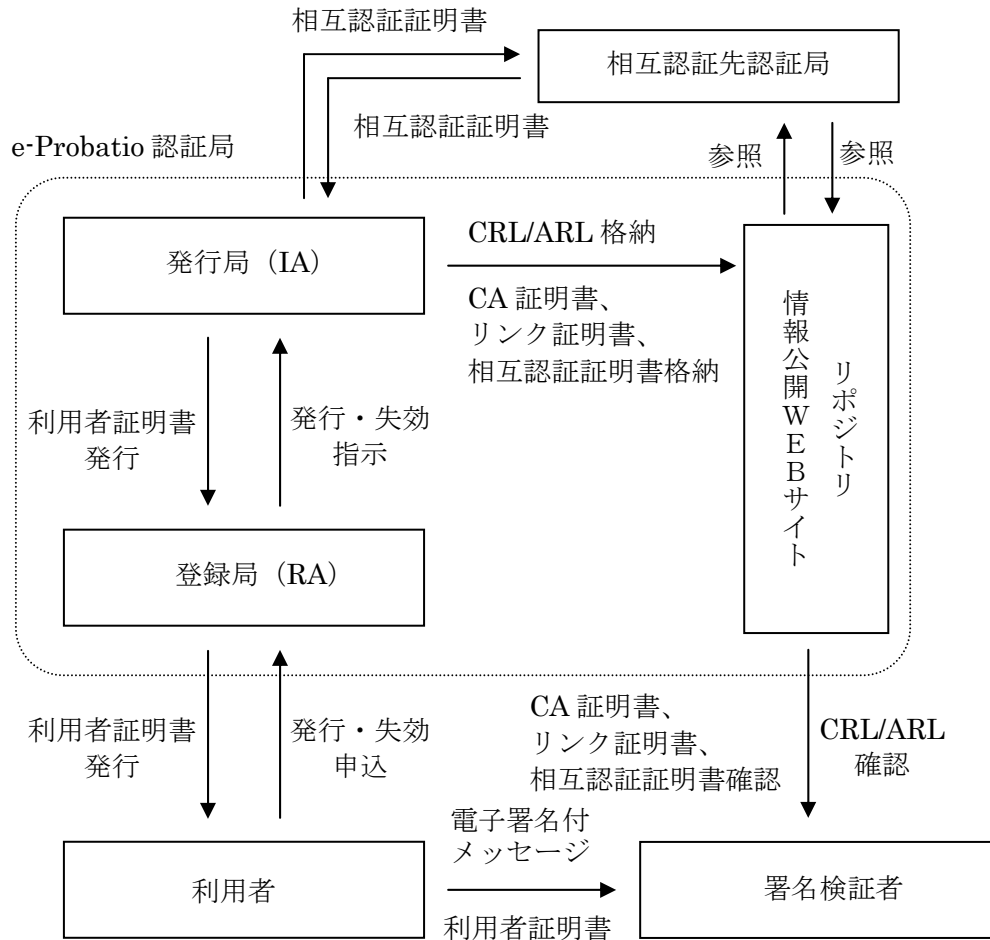 相互認証証明書
相互認証先認証局
相互認証証明書
e-Probatio 認証局
参照
参照
発行局（IA）
CRL/ARL 格納
CA 証明書、
リンク証明書、
相互認証証明書格納
リポジトリ
情報公開ＷＥＢサイト
利用者証明書
発行
発行・失効
指示
登録局（RA）
利用者証明書
発行
発行・失効
申込
CA 証明書、
リンク証明書、
相互認証証明書確認
CRL/ARL
確認
利用者
電子署名付
メッセージ
利用者証明書
署名検証者